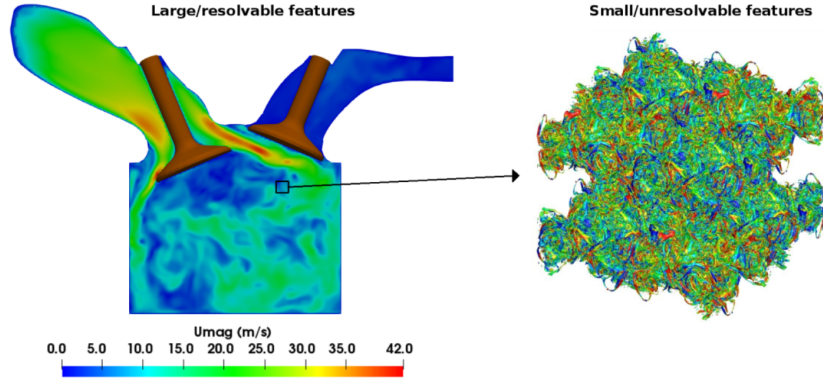 Large/resolvable features
Small/unresolvable features
Umag (m/s)
0.0 5.0 10.0 15.0 20.0 25.0 30.0 35.0 42.0